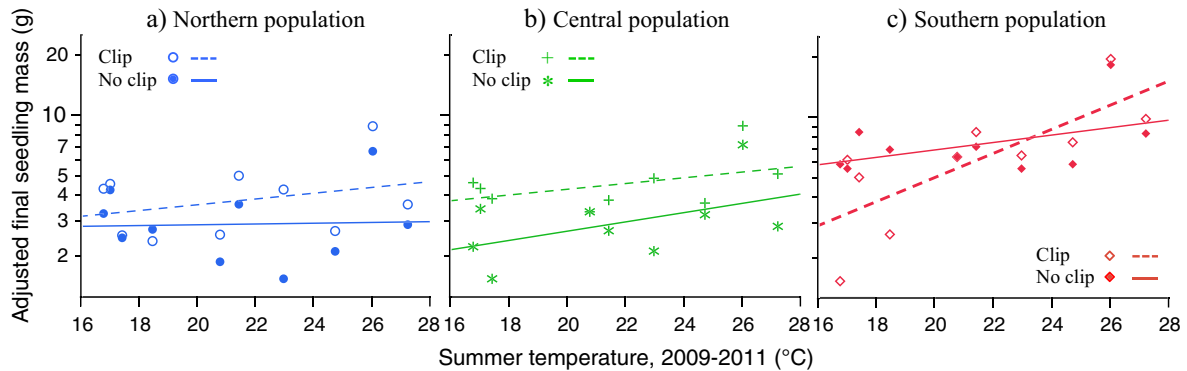 a) Northern population
b) Central population
c) Southern population
Adjusted final seedling mass (g)
20
10
7
5
4
3
2
Clip
No clip
Clip
No clip
Clip
No clip
16 18 20 22 24 26 28
16 18 20 22 24 26 28
16 18 20 22 24 26 28
Summer temperature, 2009-2011 (°C)